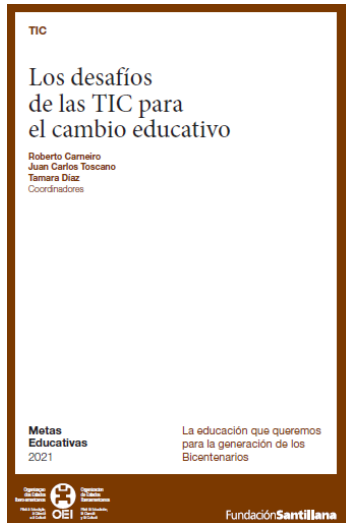 TIC
Los desafíos
de las TIC para
el cambio educativo
Roberto Carneiro
Juan Carlos Toscano
Tamara Díaz
Coordinadores
Metas
Educativas
2021
La educación que queremos
para la generación de los
Bicentenarios
OEI
FundaciónSantillana